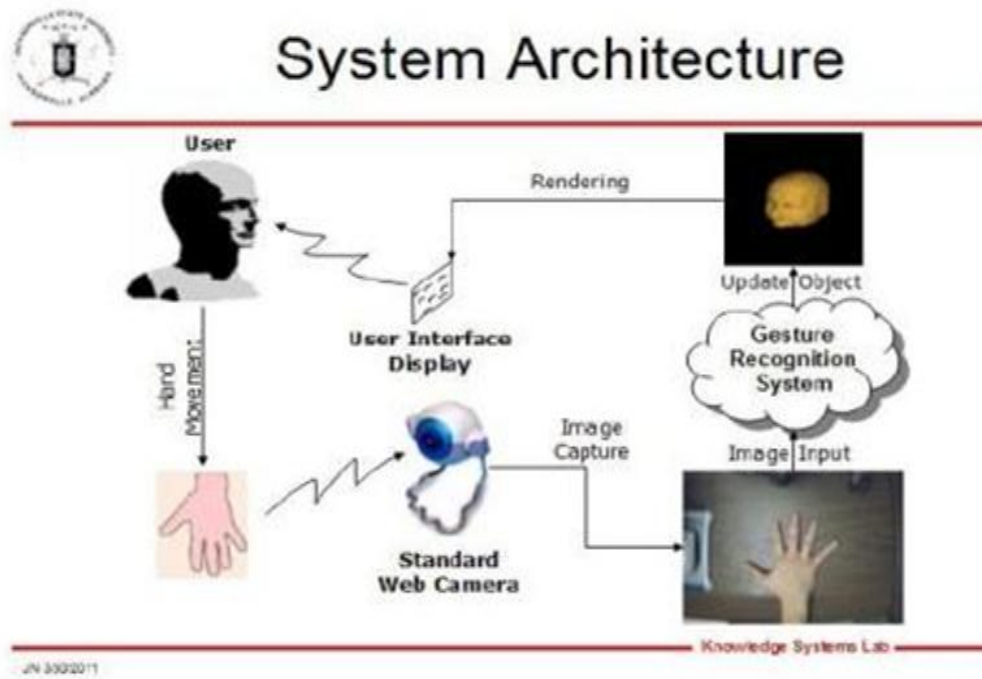 System Architecture
User
Rendering
Update Object
User Interface
Display
Gesture
Recognition
System
Hand
Movement
Image
Capture
Image Input
Standard
Web Camera
Knowledge Systems Lab